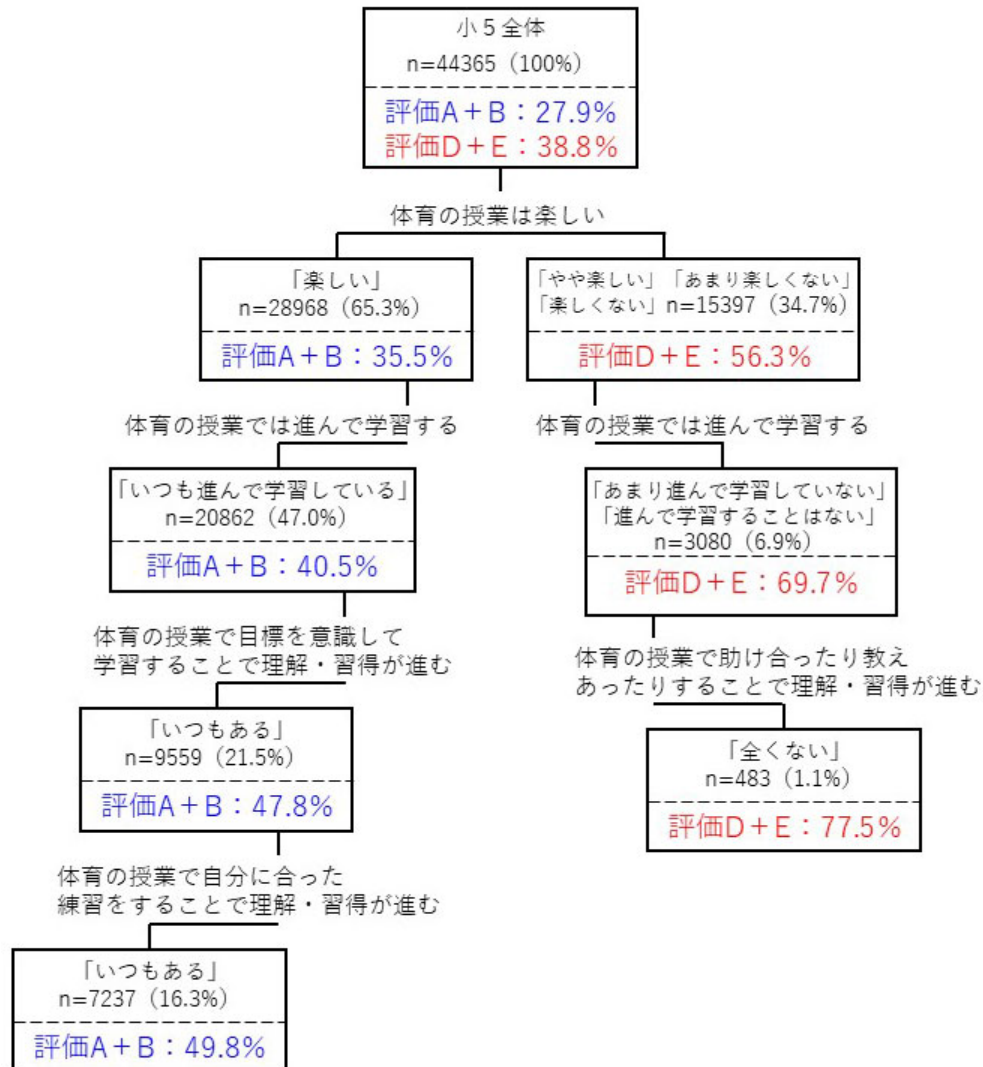 小5全体
n=44365（100%）
評価A＋B：27.9%
評価D＋E：38.8%
体育の授業は楽しい
「楽しい」
n=28968（65.3%）
評価A＋B：35.5%
「やや楽しい」「あまり楽しくない」
「楽しくない」n=15397（34.7%）
評価D＋E：56.3%
体育の授業では進んで学習する
「いつも進んで学習している」
n=20862（47.0%）
評価A＋B：40.5%
体育の授業では進んで学習する
「あまり進んで学習していない」
「進んで学習することはない」
n=3080（6.9%）
評価D＋E：69.7%
体育の授業で目標を意識して
学習することで理解・習得が進む
「いつもある」
n=9559（21.5%）
評価A＋B：47.8%
体育の授業で助け合ったり教え
あったりすることで理解・習得が進む
「全くない」
n=483（1.1%）
評価D＋E：77.5%
体育の授業で自分に合った
練習をすることで理解・習得が進む
「いつもある」
n=7237（16.3%）
評価A＋B：49.8%